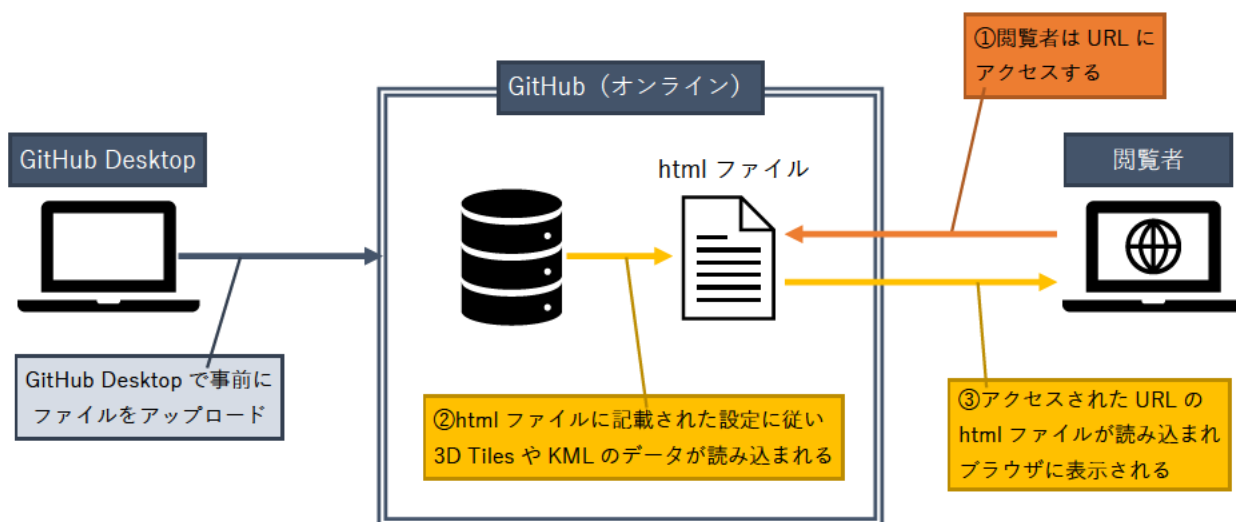 ①閲覧者は URL に
アクセスする
GitHub（オンライン）
GitHub Desktop
閲覧者
html ファイル
GitHub Desktop で事前に
ファイルをアップロード
②html ファイルに記載された設定に従い
3D Tiles や KML のデータが読み込まれる
③アクセスされた URL の
html ファイルが読み込まれ
ブラウザに表示される